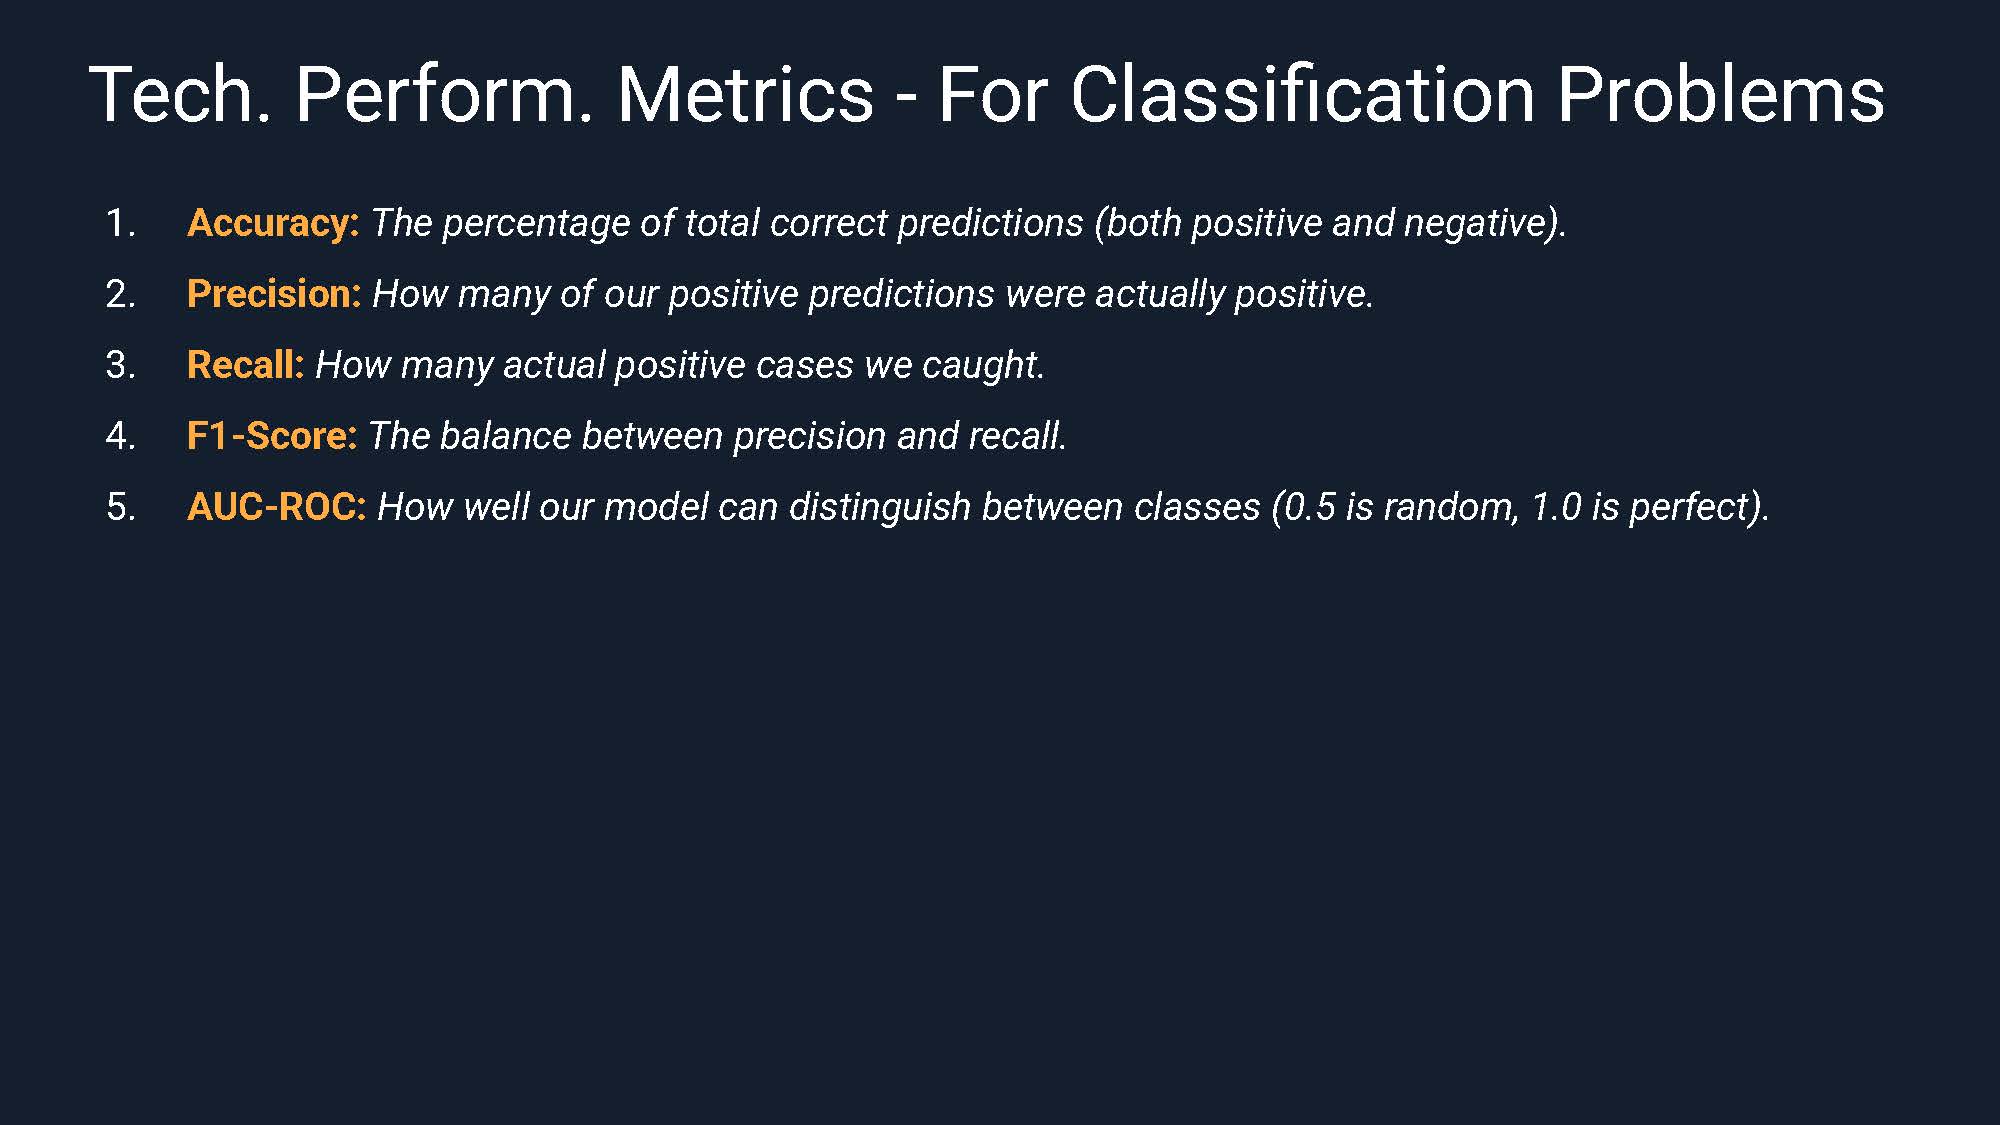 Tech. Perform. Metrics - For Classification Problems
1. Accuracy: The percentage of total correct predictions (both positive and negative).
2. Precision: How many of our positive predictions were actually positive.
3. Recall: How many actual positive cases we caught.
4. F1-Score: The balance between precision and recall.
5. AUC-ROC: How well our model can distinguish between classes (0.5 is random, 1.0 is perfect).